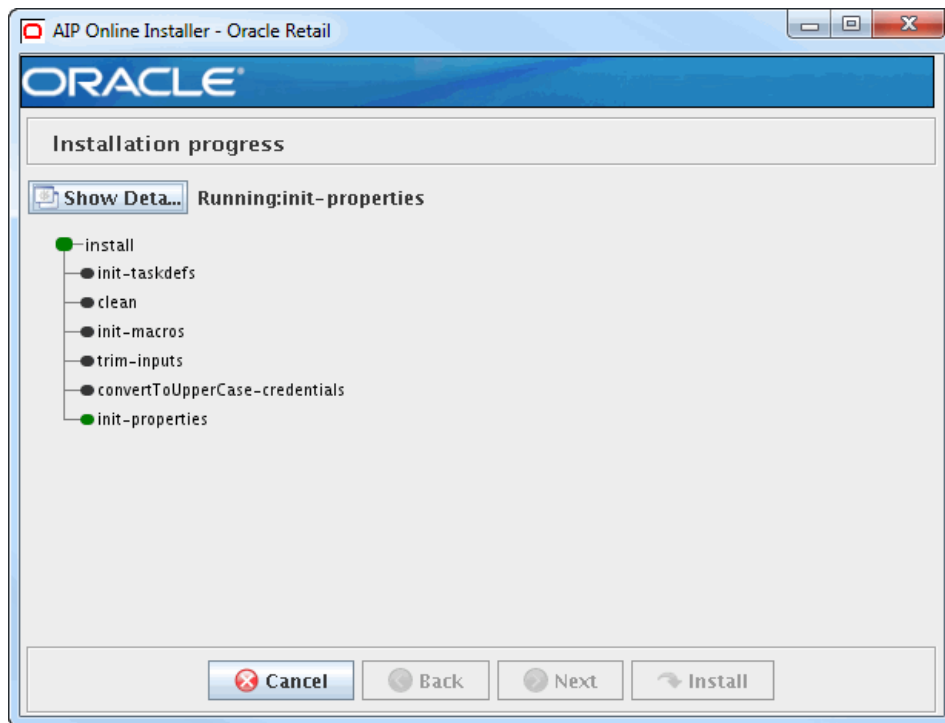 AIP Online Installer - Oracle Retail
ORACLE®
Installation progress
Show Deta... Running:init-properties
install
init-taskdefs
clean
init-macros
trim-inputs
convertToUpperCase-credentials
init-properties
Cancel Back Next Install